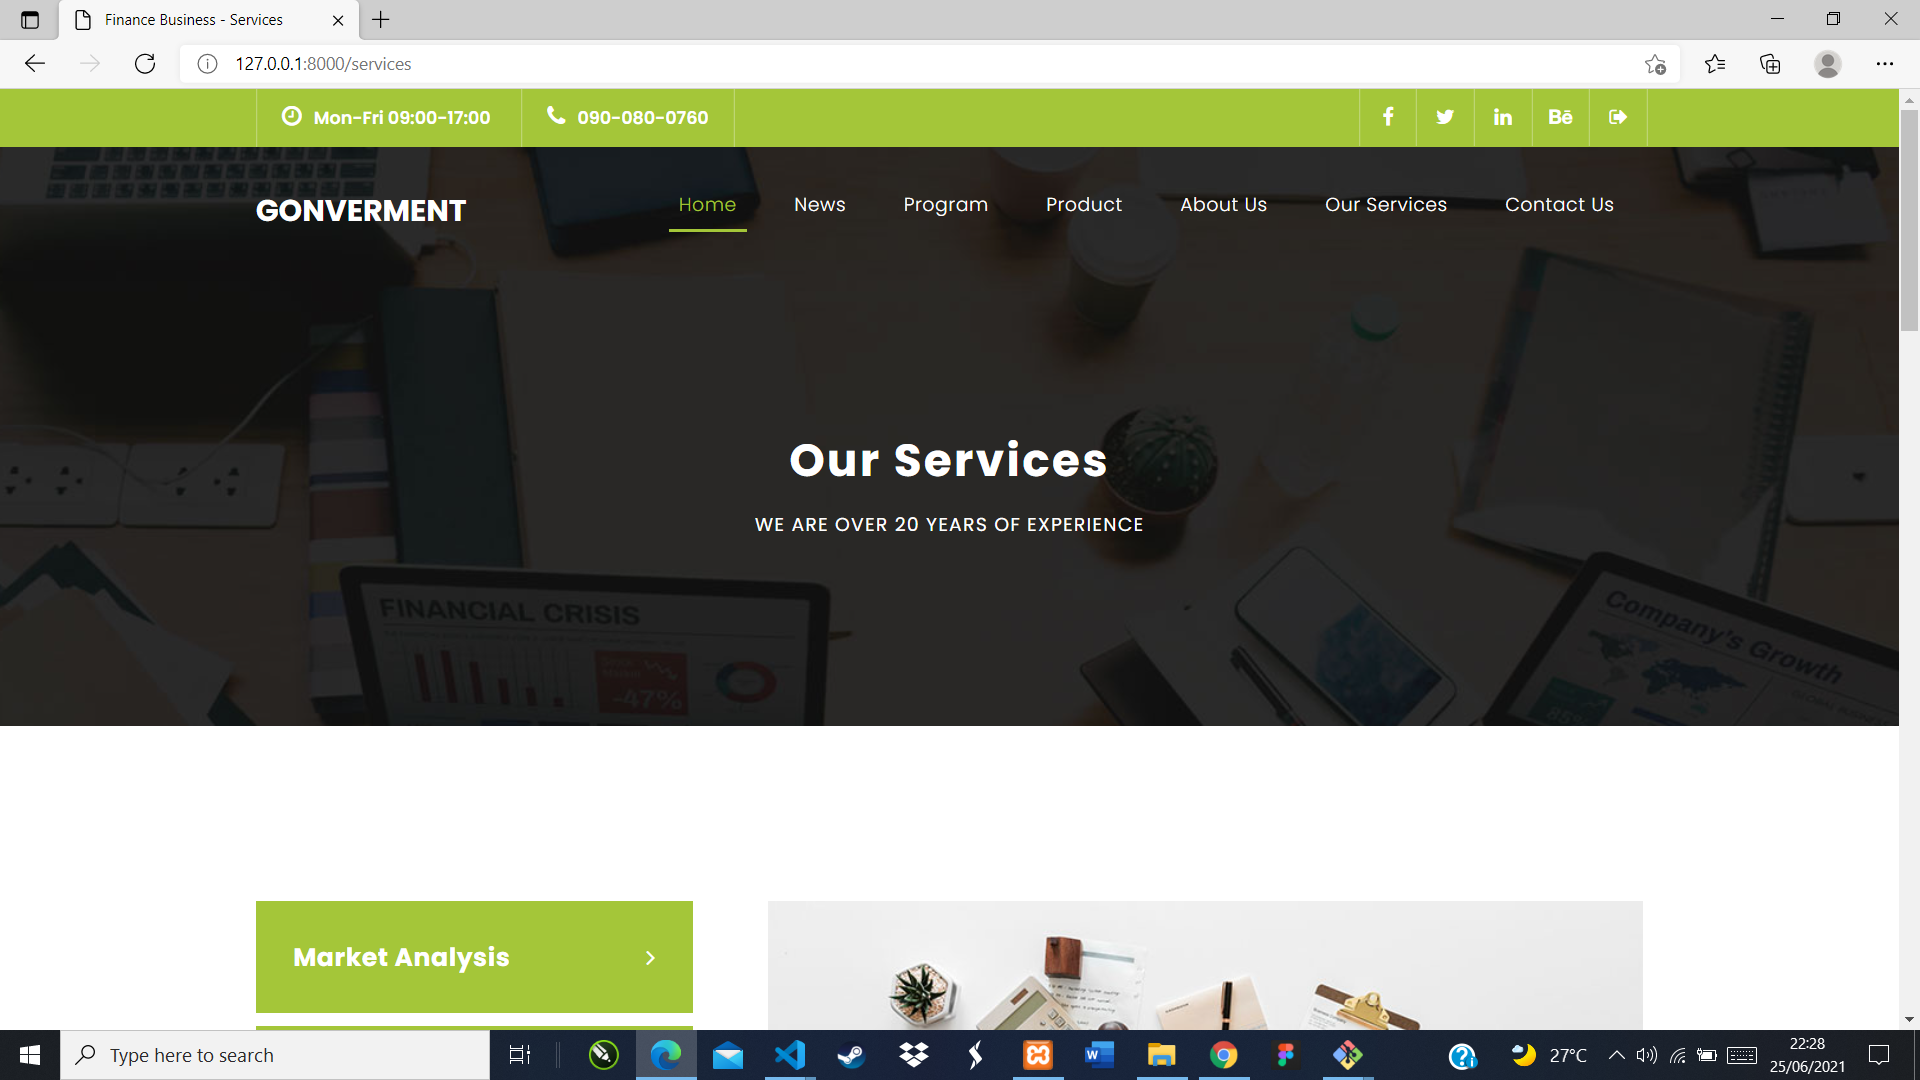 Finance Business - Services
127.0.0.1:8000/services
Mon-Fri 09:00-17:00
090-080-0760
Bē
GONVERMENT
Home
News
Program
Product
About Us
Our Services
Contact Us
Our Services
WE ARE OVER 20 YEARS OF EXPERIENCE
FINANCIAL CRISIS
-47%
Company's Growth
85%
Market Analysis
Type here to search
27°C
22:28
25/06/2021